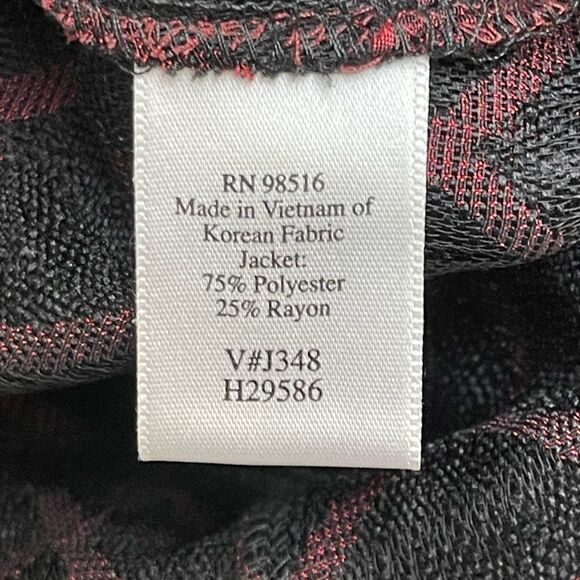 RN 98516
Made in Vietnam of
Korean Fabric
Jacket:
75% Polyester
25% Rayon
V#J348
H29586